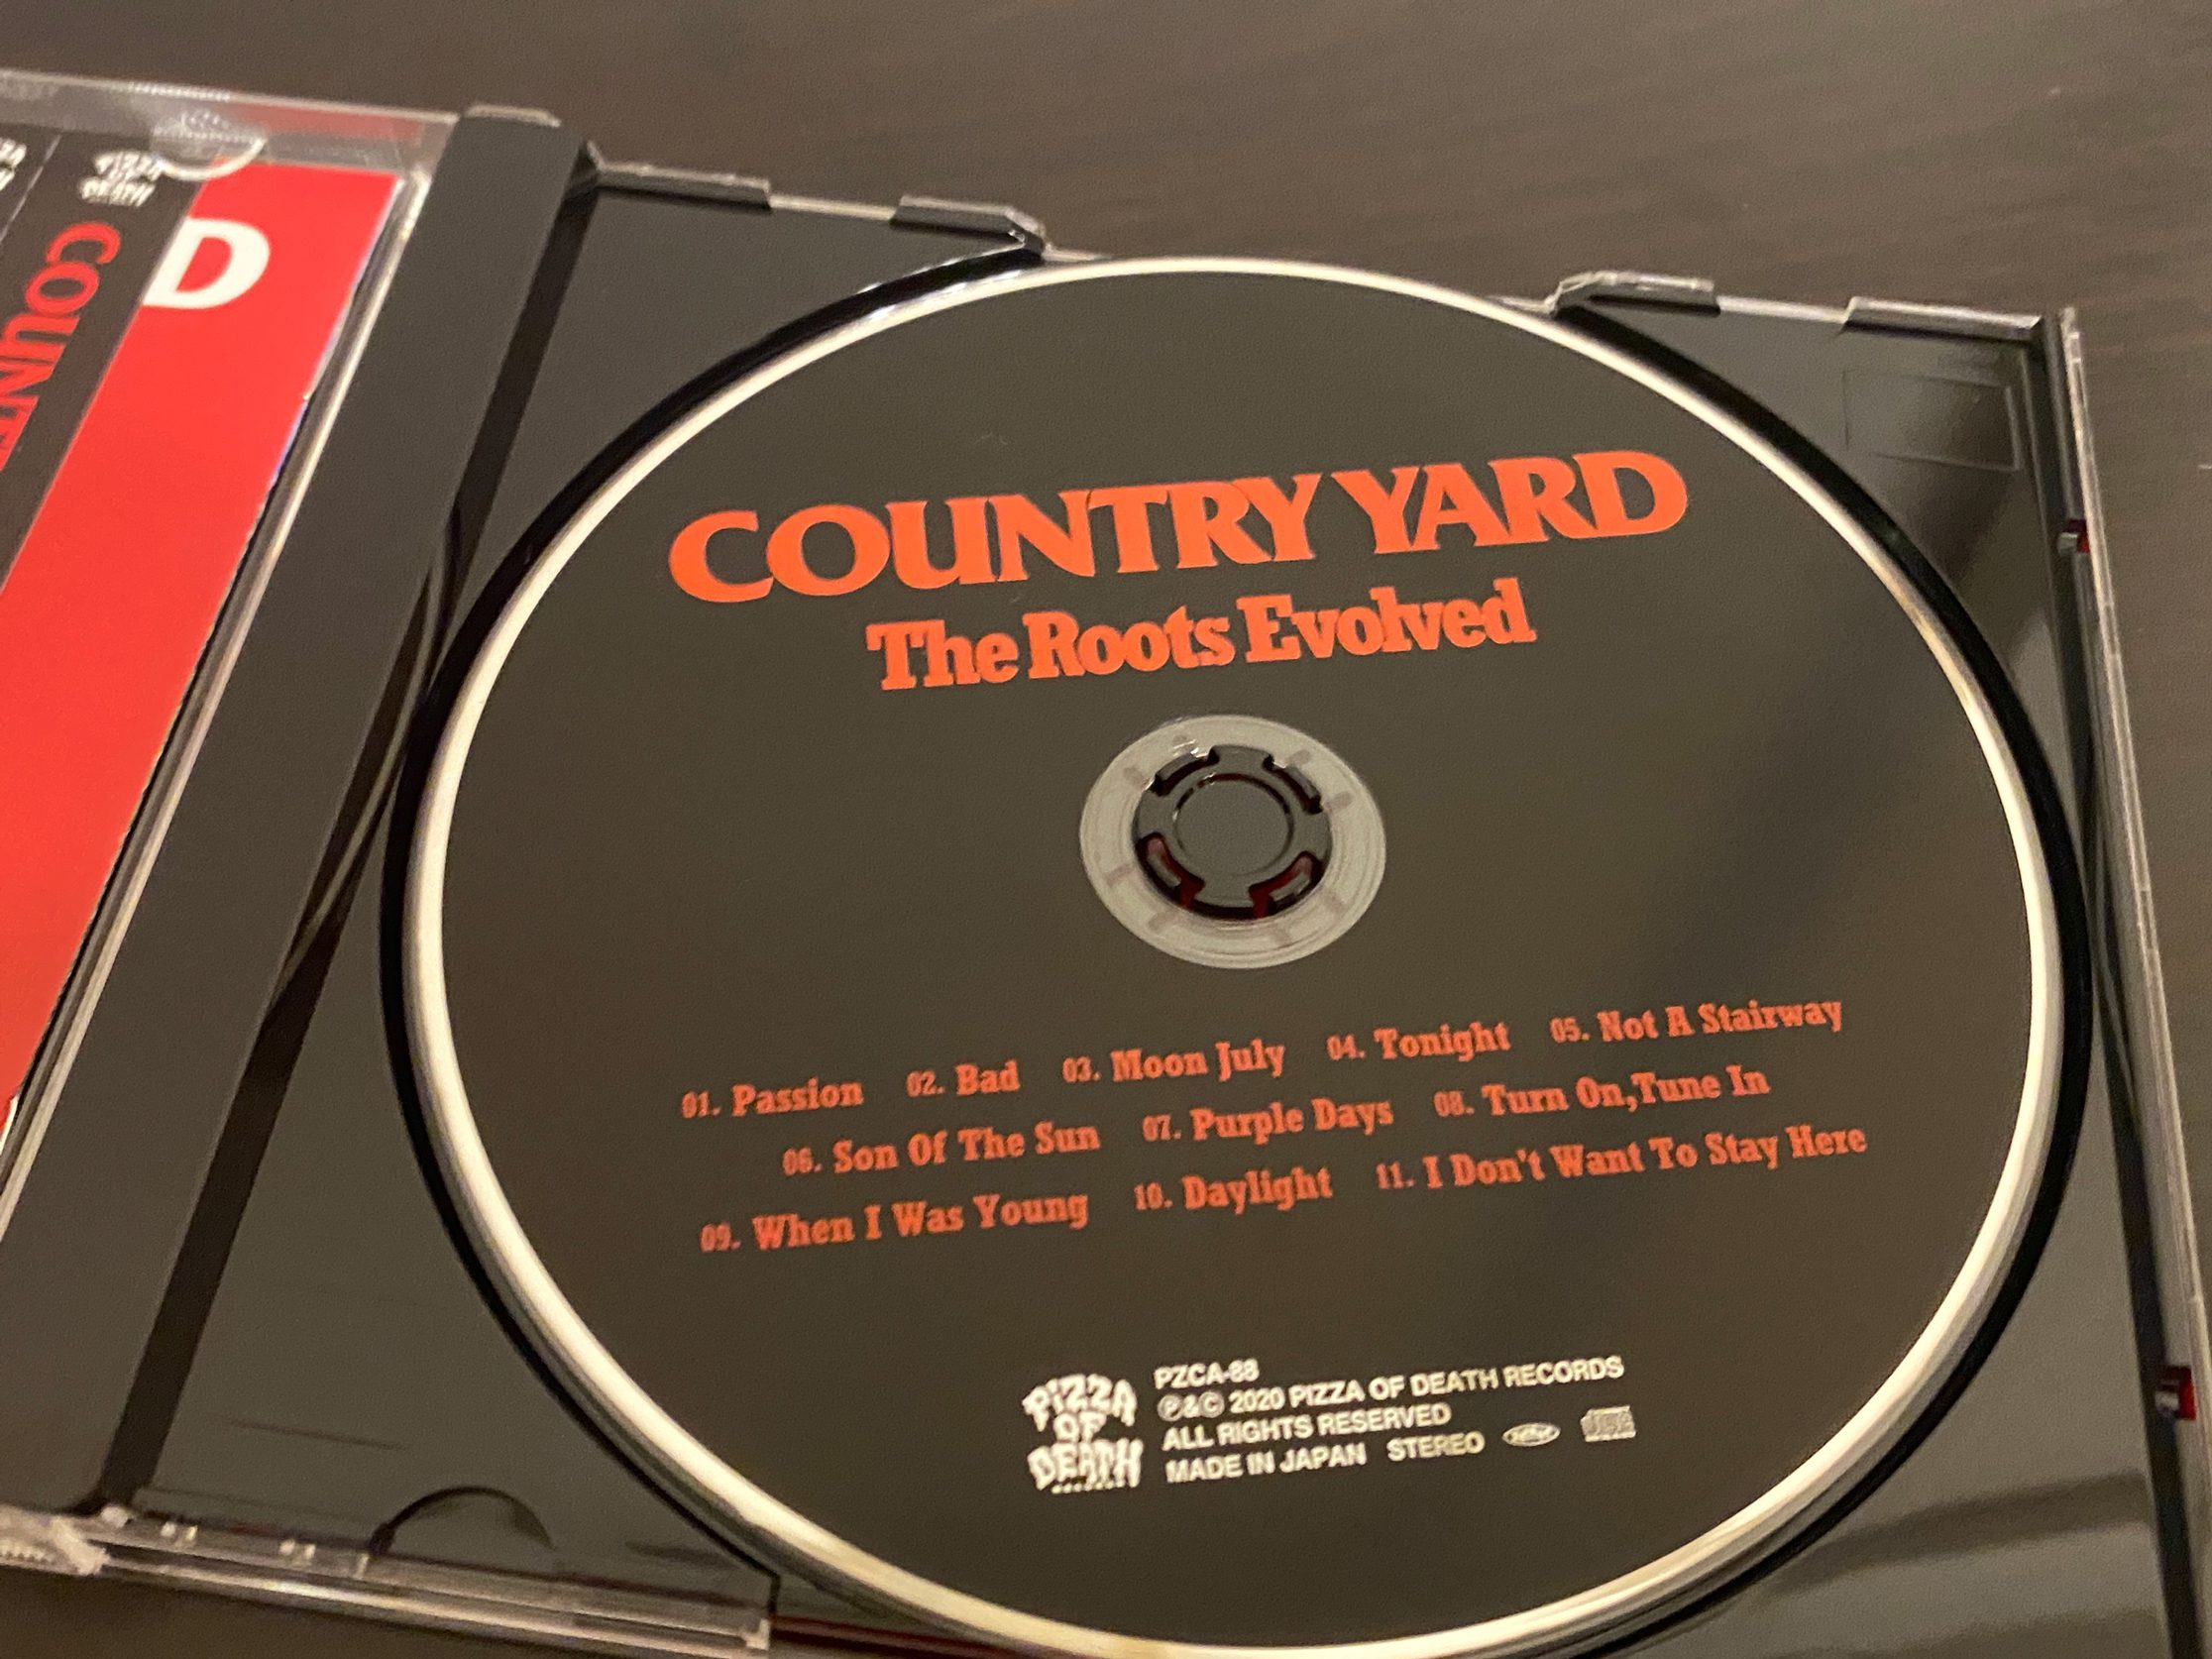 PIZZA
OF
DEATH
COUNT
D
COUNTRY YARD
The Roots Evolved
01. Passion 02. Bad 03. Moon July 04. Tonight 05. Not A Stairway
06. Son Of The Sun 07. Purple Days 08. Turn On,Tune In
09. When I Was Young 10. Daylight 11. I Don't Want To Stay Here
PIZZA
OF
DEATH
PZCA-88
℗&© 2020 PIZZA OF DEATH RECORDS
ALL RIGHTS RESERVED
MADE IN JAPAN STEREO